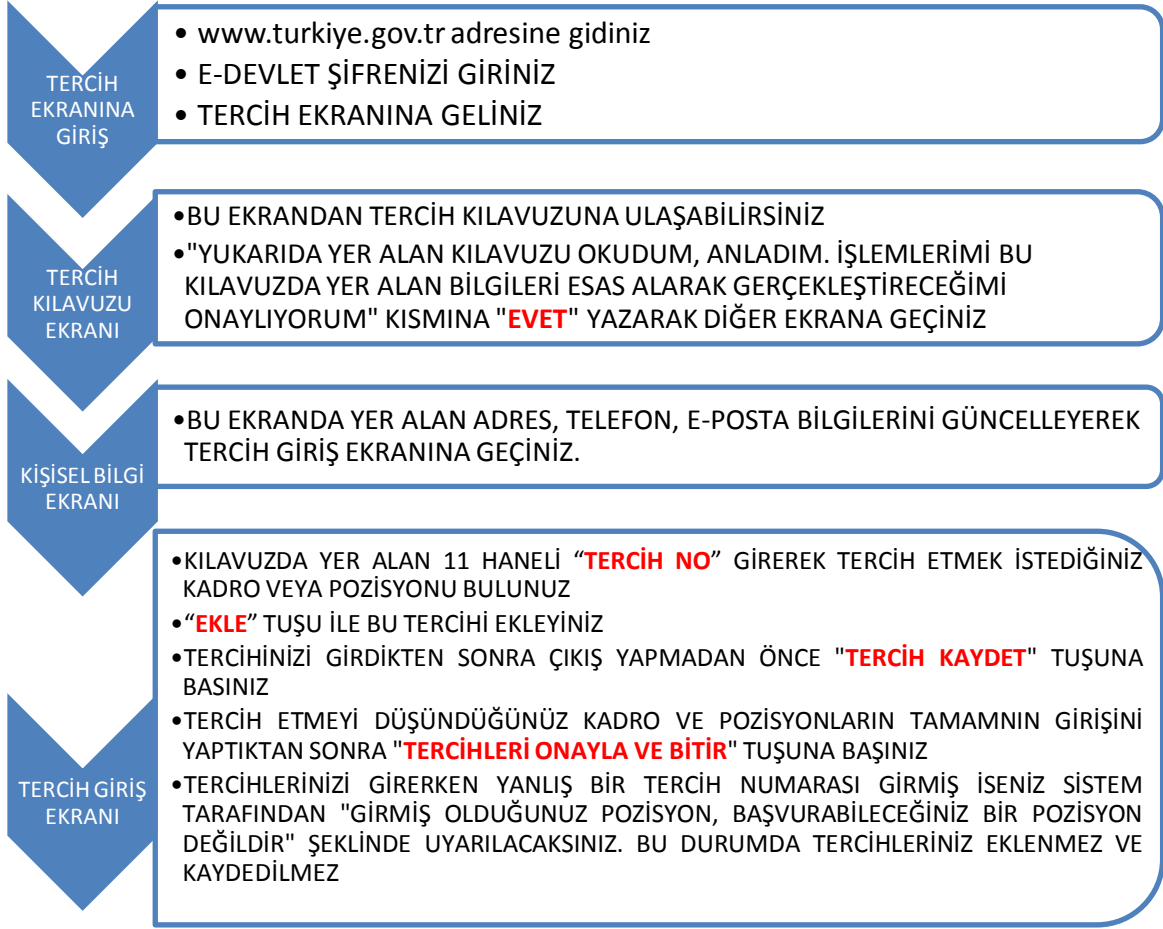 TERCİH
EKRANINA
GİRİŞ
• www.turkiye.gov.tr adresine gidiniz
• E-DEVLET ŞİFRENİZİ GİRİNİZ
• TERCİH EKRANINA GELİNİZ
TERCİH
KILAVUZU
EKRANI
•BU EKRANDAN TERCİH KILAVUZUNA ULAŞABİLİRSİNİZ
•"YUKARIDA YER ALAN KILAVUZU OKUDUM, ANLADIM. İŞLEMLERİMİ BU
KILAVUZDA YER ALAN BİLGİLERİ ESAS ALARAK GERÇEKLEŞTİRECEĞİMİ
ONAYLIYORUM" KISMINA "EVET" YAZARAK DİĞER EKRANA GEÇİNİZ
KİŞİSEL BİLGİ
EKRANI
•BU EKRANDA YER ALAN ADRES, TELEFON, E-POSTA BİLGİLERİNİ GÜNCELLEYEREK
TERCİH GİRİŞ EKRANINA GEÇİNİZ.
TERCİH GİRİŞ
EKRANI
•KILAVUZDA YER ALAN 11 HANELİ “TERCİH NO” GİREREK TERCİH ETMEK İSTEDİĞİNİZ
KADRO VEYA POZİSYONU BULUNUZ
•“EKLE” TUŞU İLE BU TERCİHİ EKLEYİNİZ
•TERCİHİNİZİ GİRDİKTEN SONRA ÇIKIŞ YAPMADAN ÖNCE "TERCİH KAYDET" TUŞUNA
BASINIZ
•TERCİH ETMEYİ DÜŞÜNDÜĞÜNÜZ KADRO VE POZİSYONLARIN TAMAMNIN GİRİŞİNİ
YAPTIKTAN SONRA "TERCİHLERİ ONAYLA VE BİTİR" TUŞUNA BAŞINIZ
•TERCİHLERİNİZİ GİRERKEN YANLIŞ BİR TERCİH NUMARASI GİRMİŞ İSENİZ SİSTEM
TARAFINDAN "GİRMİŞ OLDUĞUNUZ POZİSYON, BAŞVURABİLECEĞİNİZ BİR POZİSYON
DEĞİLDİR" ŞEKLİNDE UYARILACAKSINIZ. BU DURUMDA TERCİHLERİNİZ EKLENMEZ VE
KAYDEDİLMEZ